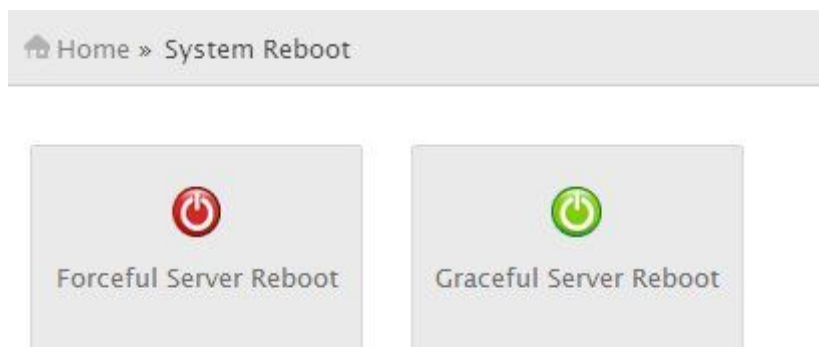 Home » System Reboot
Forceful Server Reboot
Graceful Server Reboot